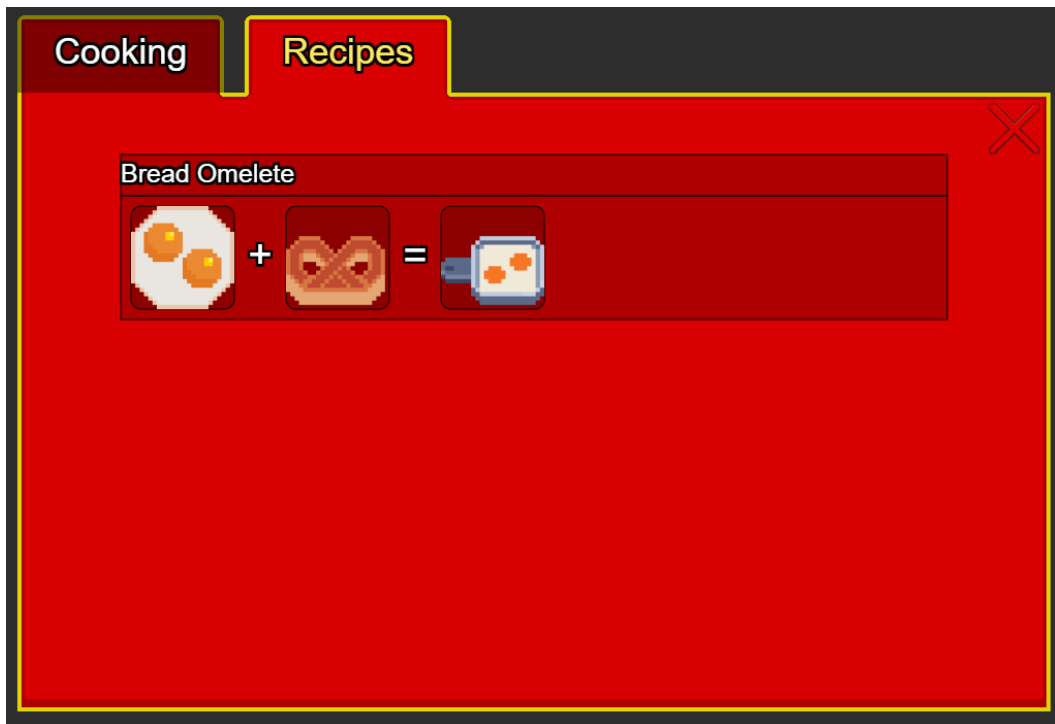 Cooking
Recipes
Bread Omelete
+ =